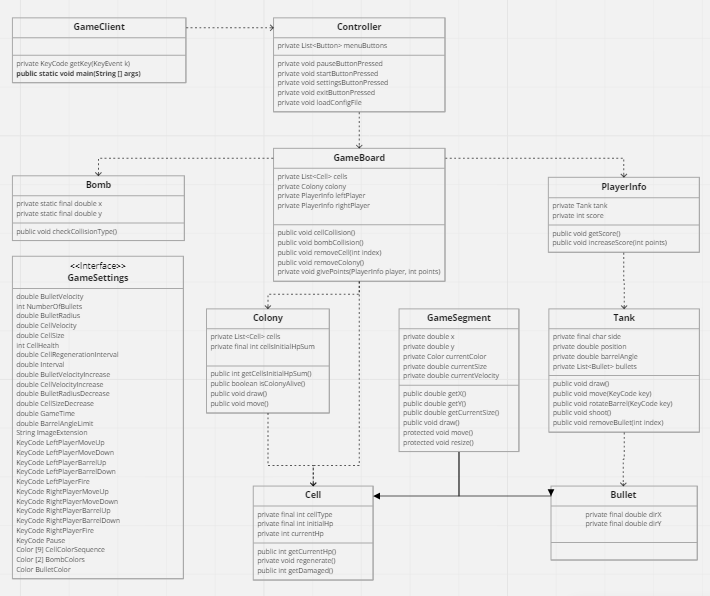 GameClient
private KeyCode getKey(KeyEvent k)
public static void main(String [] args)
Controller
private List<Button> menuButtons
private void pauseButtonPressed
private void startButtonPressed
private void settingsButtonPressed
private void exitButtonPressed
private void loadConfigFile
GameBoard
private List<Cell> cells
private Colony colony
private PlayerInfo leftPlayer
private PlayerInfo rightPlayer
public void cellCollision()
public void bombCollision()
public void removeCell(int index)
public void removeColony()
private void givePoints(PlayerInfo player, int points)
Bomb
private static final double x
private static final double y
public void checkCollisionType()
PlayerInfo
private Tank tank
private int score
public void getScore()
public void increaseScore(int points)
<<Interface>>
GameSettings
double BulletVelocity
int NumberOfBullets
double BulletRadius
double CellVelocity
double CellSize
int CellHealth
double CellRegenerationInterval
double Interval
double BulletVelocityIncrease
double CellVelocityIncrease
double BulletRadiusDecrease
double CellSizeDecrease
double GameTime
double BarrelAngleLimit
String ImageExtension
KeyCode LeftPlayerMoveUp
KeyCode LeftPlayerMoveDown
KeyCode LeftPlayerBarrelUp
KeyCode LeftPlayerBarrelDown
KeyCode LeftPlayerFire
KeyCode RightPlayerMoveUp
KeyCode RightPlayerMoveDown
KeyCode RightPlayerBarrelUp
KeyCode RightPlayerBarrelDown
KeyCode RightPlayerFire
KeyCode Pause
Color [9] CellColorSequence
Color [2] BombColors
Color BulletColor
Colony
private List<Cell> cells
private final int cellsInitialHpSum
public int getCellsInitialHpSum()
public boolean isColonyAlive()
public void draw()
public void move()
GameSegment
private double x
private double y
private Color currentColor
private double currentSize
private double currentVelocity
public double getX()
public double getY()
public double getCurrentSize()
public void draw()
protected void move()
protected void resize()
Tank
private final char side
private double position
private double barrelAngle
private List<Bullet> bullets
public void draw()
public void move(KeyCode key)
public void rotateBarrel(KeyCode key)
public void shoot()
public void removeBullet(int index)
Cell
private final int cellType
private final int initialHp
private int currentHp
public int getCurrentHp()
private void regenerate()
public int getDamaged()
Bullet
private final double dirX
private final double dirY